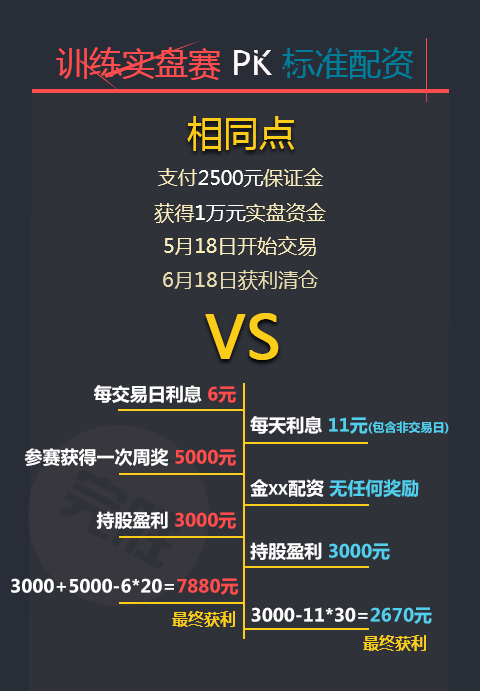 训练实盘赛 PK 标准配资
相同点
支付2500元保证金
获得1万元实盘资金
5月18日开始交易
6月18日获利清仓
VS
每交易日利息 6元
每天利息 11元(包含非交易日)
参赛获得一次周奖 5000元
金xx配资 无任何奖励
持股盈利 3000元
持股盈利 3000元
3000+5000-6*20=7880元
最终获利
3000-11*30=2670元
最终获利
完胜